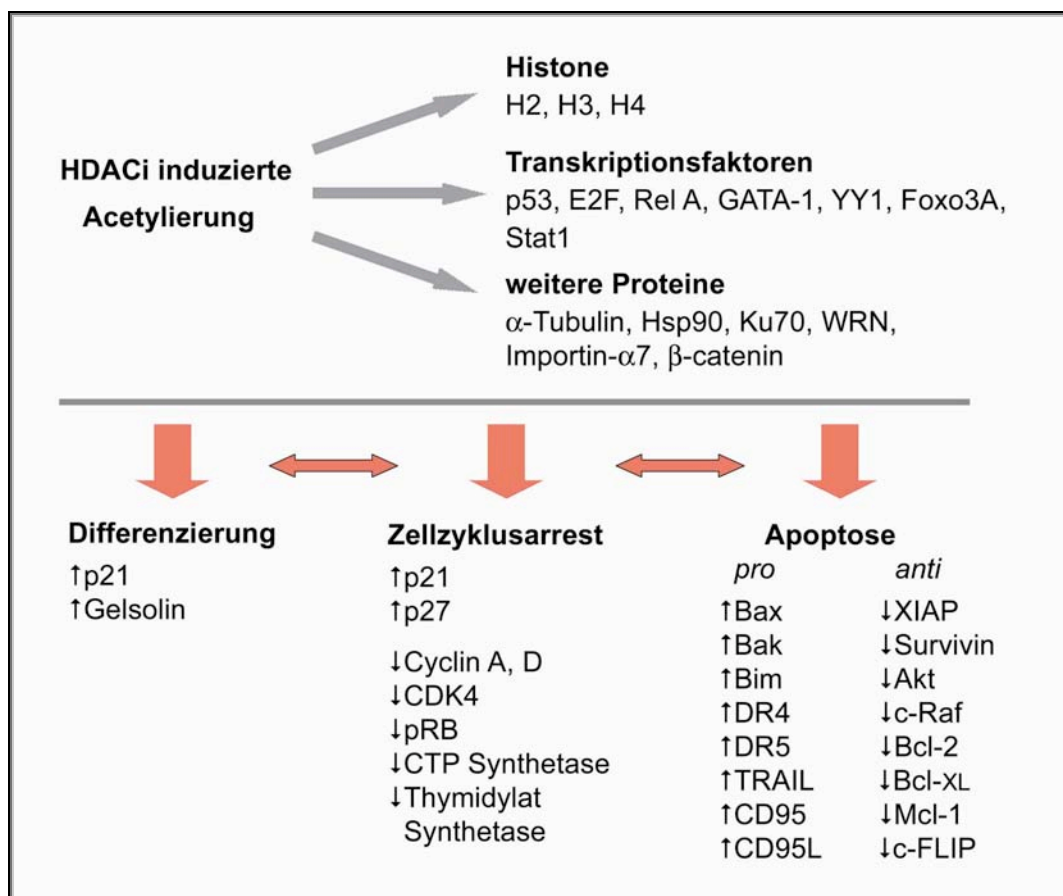 HDACi induzierte
Acetylierung
Histone
H2, H3, H4
Transkriptionsfaktoren
p53, E2F, Rel A, GATA-1, YY1, Foxo3A,
Stat1
weitere Proteine
α-Tubulin, Hsp90, Ku70, WRN,
Importin-α7, β-catenin
Differenzierung
↑p21
↑Gelsolin
Zellzyklusarrest
↑p21
↑p27
↓Cyclin A, D
↓CDK4
↓pRB
↓CTP Synthetase
↓Thymidylat
Synthetase
Apoptose
pro
↑Bax
↑Bak
↑Bim
↑DR4
↑DR5
↑TRAIL
↑CD95
↑CD95L
anti
↓XIAP
↓Survivin
↓Akt
↓c-Raf
↓Bcl-2
↓Bcl-XL
↓Mcl-1
↓c-FLIP